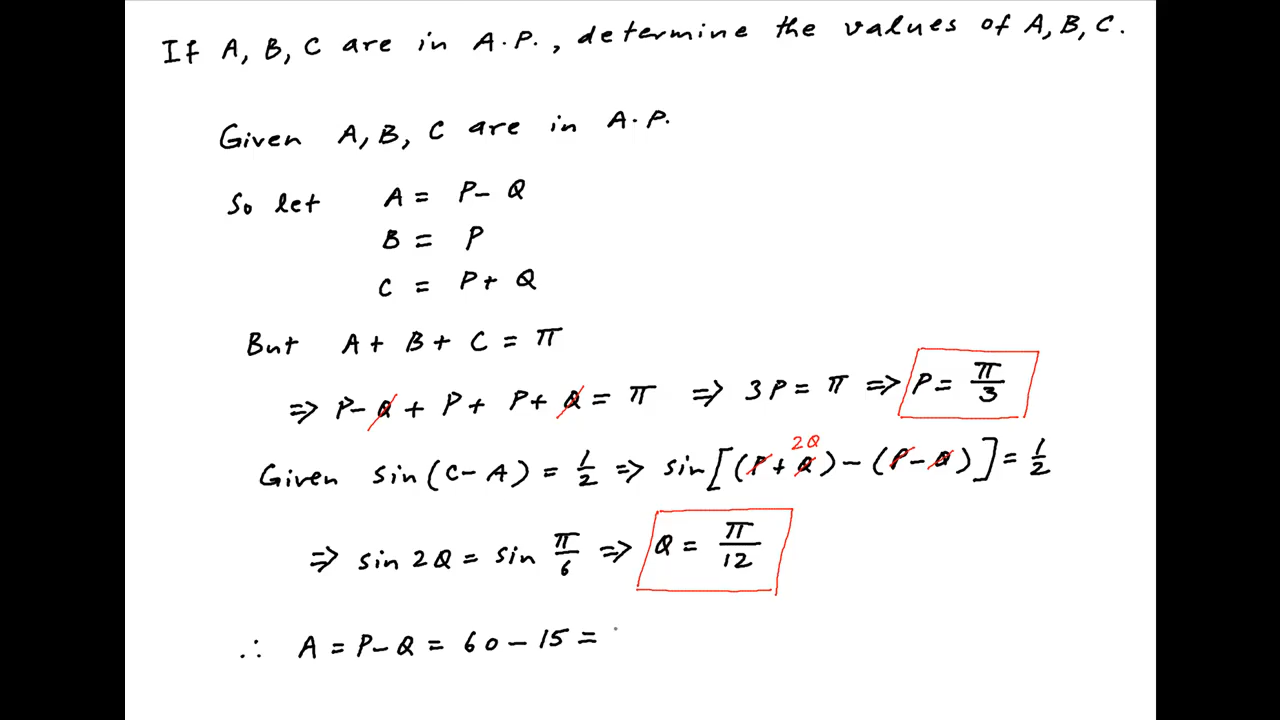 If A, B, C are in A.P., determine the values of A, B, C.
Given A, B, C are in A.P.
So let A = P - Q
B = P
C = P + Q
But A + B + C = π
⇒ P - Q + P + P + Q = π ⇒ 3P = π ⇒ P = π/3
2Q
Given sin(C - A) = 1/2 ⇒ sin[(P + Q) - (P - Q)] = 1/2
⇒ sin 2Q = sin π/6 ⇒ Q = π/12
∴ A = P - Q = 60 - 15 =